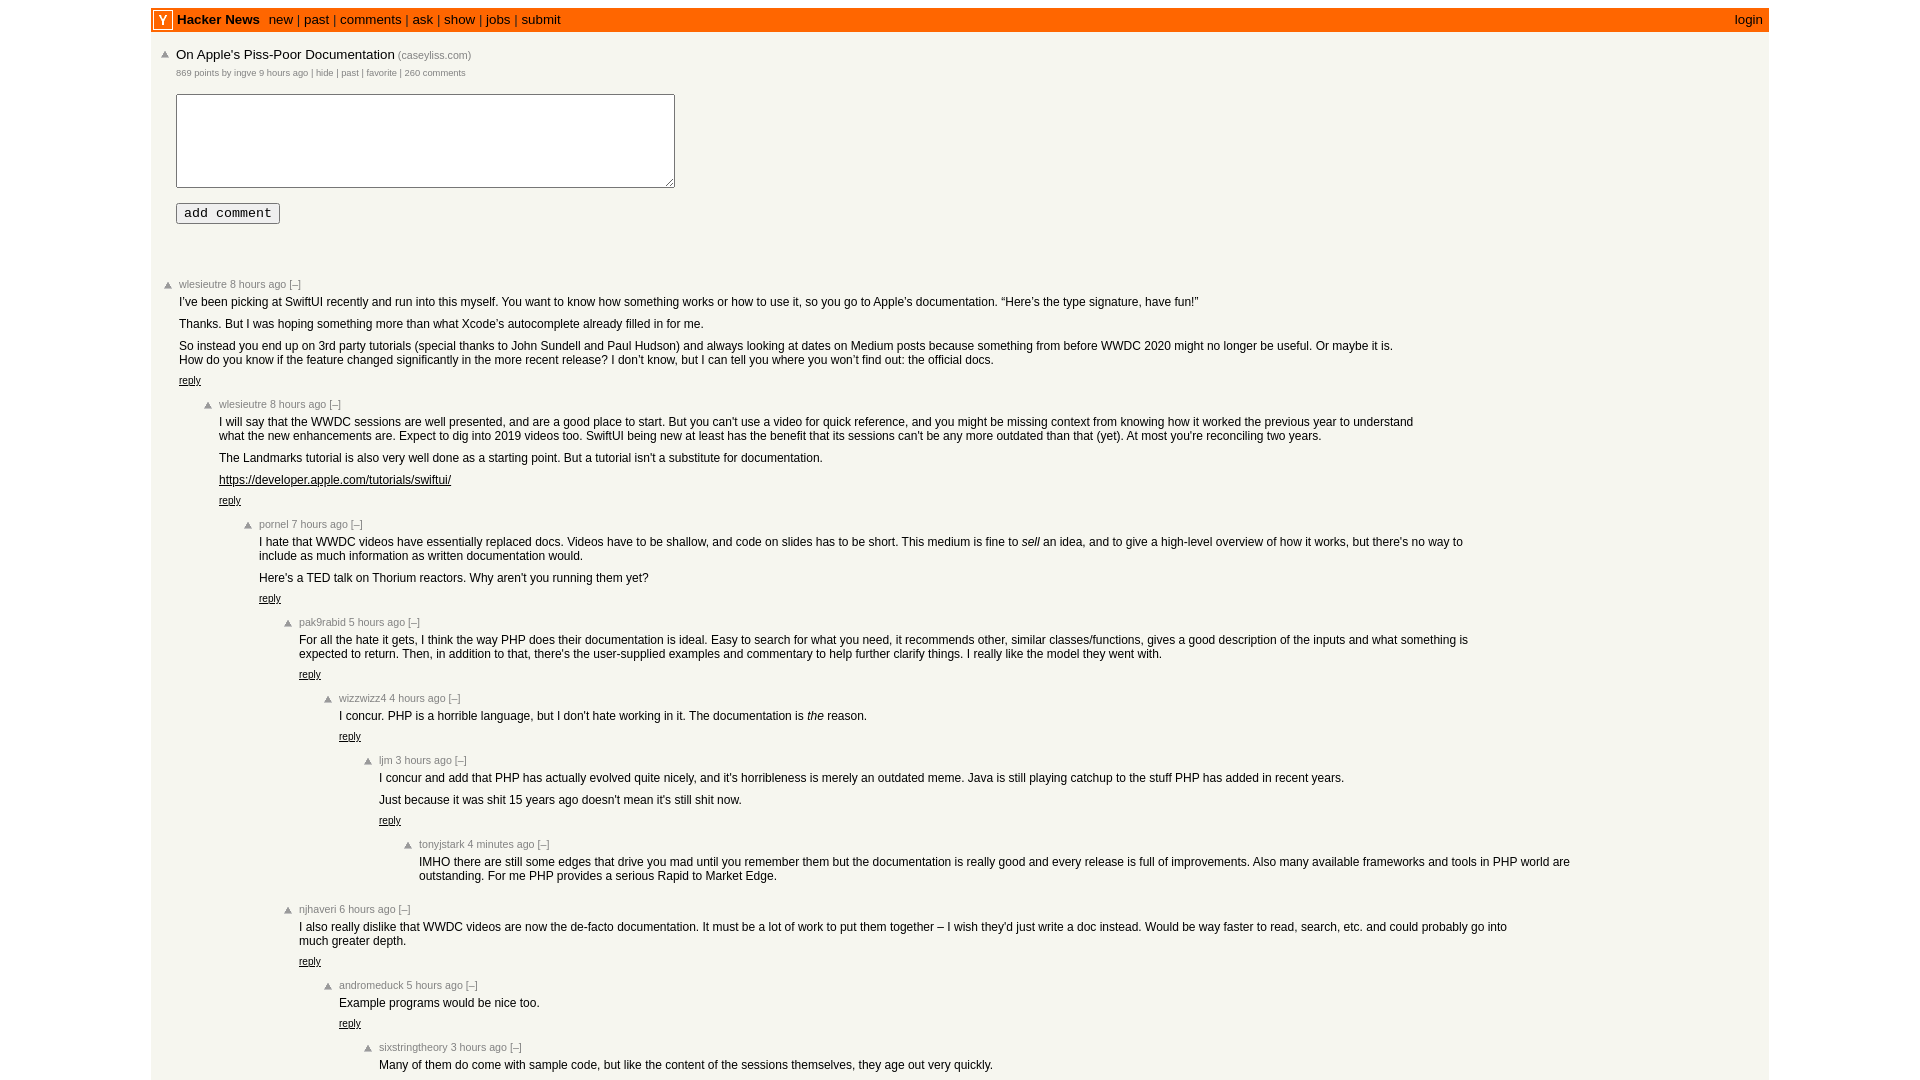 Y Hacker News new | past | comments | ask | show | jobs | submit login
On Apple's Piss-Poor Documentation (caseyliss.com)
869 points by ingve 9 hours ago | hide | past | favorite | 260 comments
add comment
wlesieutre 8 hours ago [–]
I’ve been picking at SwiftUI recently and run into this myself. You want to know how something works or how to use it, so you go to Apple’s documentation. “Here’s the type signature, have fun!”
Thanks. But I was hoping something more than what Xcode’s autocomplete already filled in for me.
So instead you end up on 3rd party tutorials (special thanks to John Sundell and Paul Hudson) and always looking at dates on Medium posts because something from before WWDC 2020 might no longer be useful. Or maybe it is.
How do you know if the feature changed significantly in the more recent release? I don’t know, but I can tell you where you won’t find out: the official docs.
reply
wlesieutre 8 hours ago [–]
I will say that the WWDC sessions are well presented, and are a good place to start. But you can't use a video for quick reference, and you might be missing context from knowing how it worked the previous year to understand
what the new enhancements are. Expect to dig into 2019 videos too. SwiftUI being new at least has the benefit that its sessions can't be any more outdated than that (yet). At most you're reconciling two years.
The Landmarks tutorial is also very well done as a starting point. But a tutorial isn't a substitute for documentation.
https://developer.apple.com/tutorials/swiftui/
reply
pornel 7 hours ago [–]
I hate that WWDC videos have essentially replaced docs. Videos have to be shallow, and code on slides has to be short. This medium is fine to sell an idea, and to give a high-level overview of how it works, but there's no way to
include as much information as written documentation would.
Here's a TED talk on Thorium reactors. Why aren't you running them yet?
reply
pak9rabid 5 hours ago [–]
For all the hate it gets, I think the way PHP does their documentation is ideal. Easy to search for what you need, it recommends other, similar classes/functions, gives a good description of the inputs and what something is
expected to return. Then, in addition to that, there's the user-supplied examples and commentary to help further clarify things. I really like the model they went with.
reply
wizzwizz4 4 hours ago [–]
I concur. PHP is a horrible language, but I don't hate working in it. The documentation is the reason.
reply
ljm 3 hours ago [–]
I concur and add that PHP has actually evolved quite nicely, and it's horribleness is merely an outdated meme. Java is still playing catchup to the stuff PHP has added in recent years.
Just because it was shit 15 years ago doesn't mean it's still shit now.
reply
tonyjstark 4 minutes ago [–]
IMHO there are still some edges that drive you mad until you remember them but the documentation is really good and every release is full of improvements. Also many available frameworks and tools in PHP world are
outstanding. For me PHP provides a serious Rapid to Market Edge.
njhaveri 6 hours ago [–]
I also really dislike that WWDC videos are now the de-facto documentation. It must be a lot of work to put them together – I wish they'd just write a doc instead. Would be way faster to read, search, etc. and could probably go into
much greater depth.
reply
andromeduck 5 hours ago [–]
Example programs would be nice too.
reply
sixstringtheory 3 hours ago [–]
Many of them do come with sample code, but like the content of the sessions themselves, they age out very quickly.